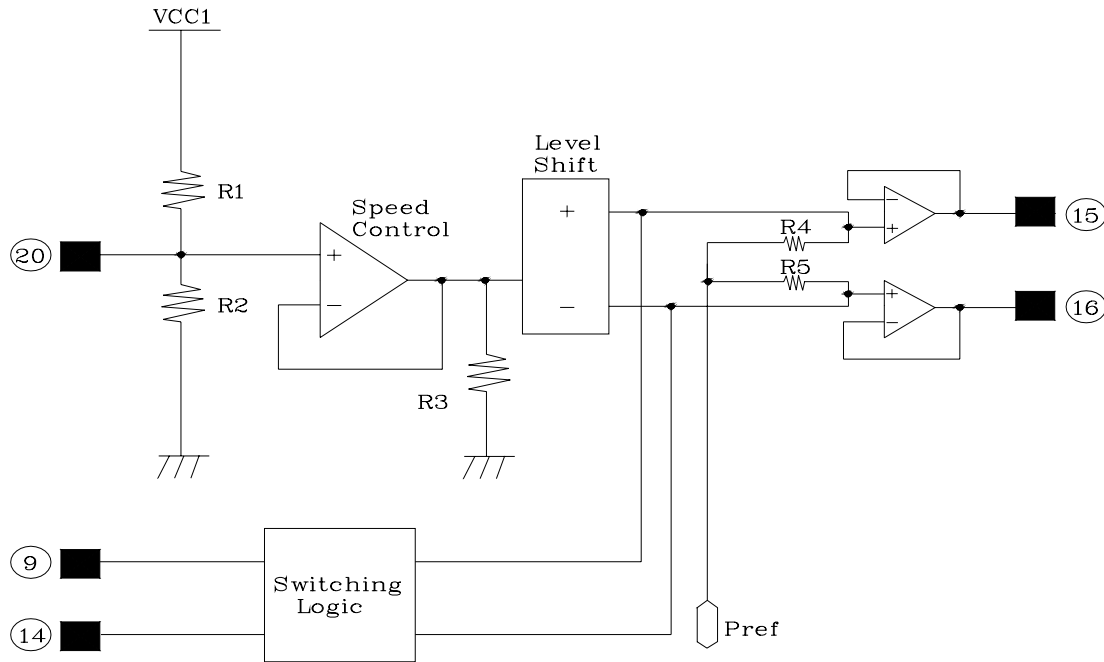 VCC1
Level
Shift
R1
Speed
Control
+
R4
−
+
15
20
+
R5
R2
−
−
+
−
16
R3
9
Switching
Logic
14
Pref